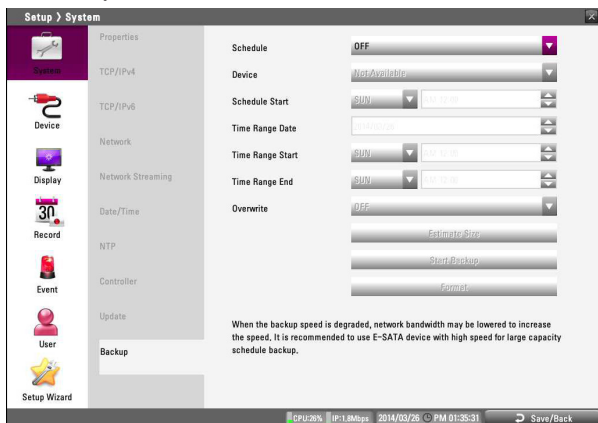 Setup > System
System
Device
Display
30
Record
Event
User
Setup Wizard
Properties
TCP/IPv4
TCP/IPv6
Network
Network Streaming
Date/Time
NTP
Controller
Update
Backup
Schedule OFF
Device Not Available
Schedule Start SUN
Time Range Date
Time Range Start SUN
Time Range End SUN
Overwrite OFF
Estimate Size
Start Backup
Format
When the backup speed is degraded, network bandwidth may be lowered to increase
the speed. It is recommended to use E-SATA device with high speed for large capacity
schedule backup.
CPU:26% IP:1.8Mbps 2014/03/26 PM 01:35:31 Save/Back